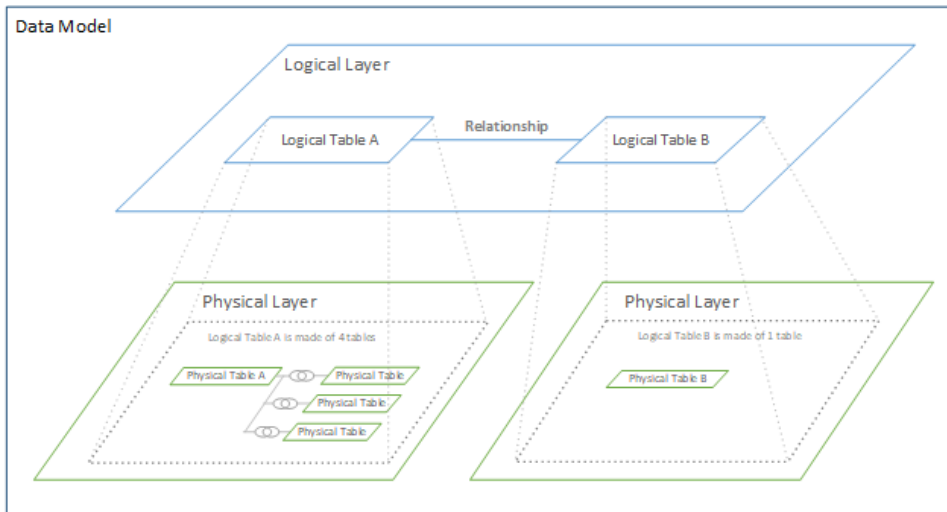 Data Model
Logical Layer
Logical Table A
Relationship
Logical Table B
Physical Layer
Logical Table A is made of 4 tables
Physical Table A
Physical Table
Physical Table
Physical Table
Physical Layer
Logical Table B is made of 1 table
Physical Table B